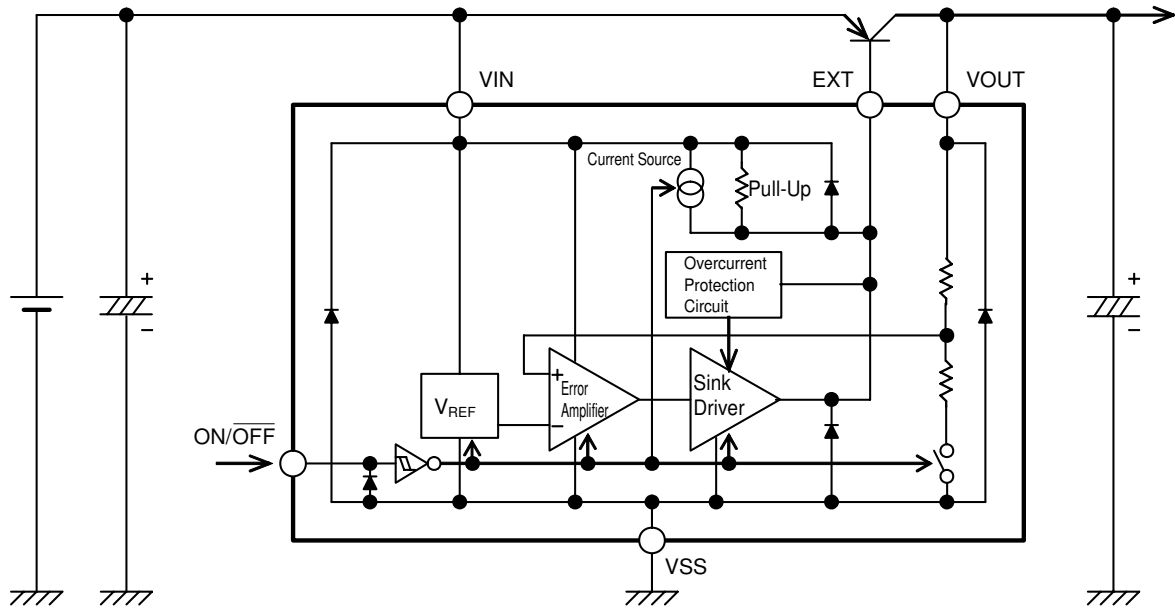 VIN
EXT
VOUT
Current Source
Pull-Up
Overcurrent
Protection
Circuit
+
−
+
−
+
−
Error
Amplifier
Sink
Driver
VREF
ON/OFF
VSS